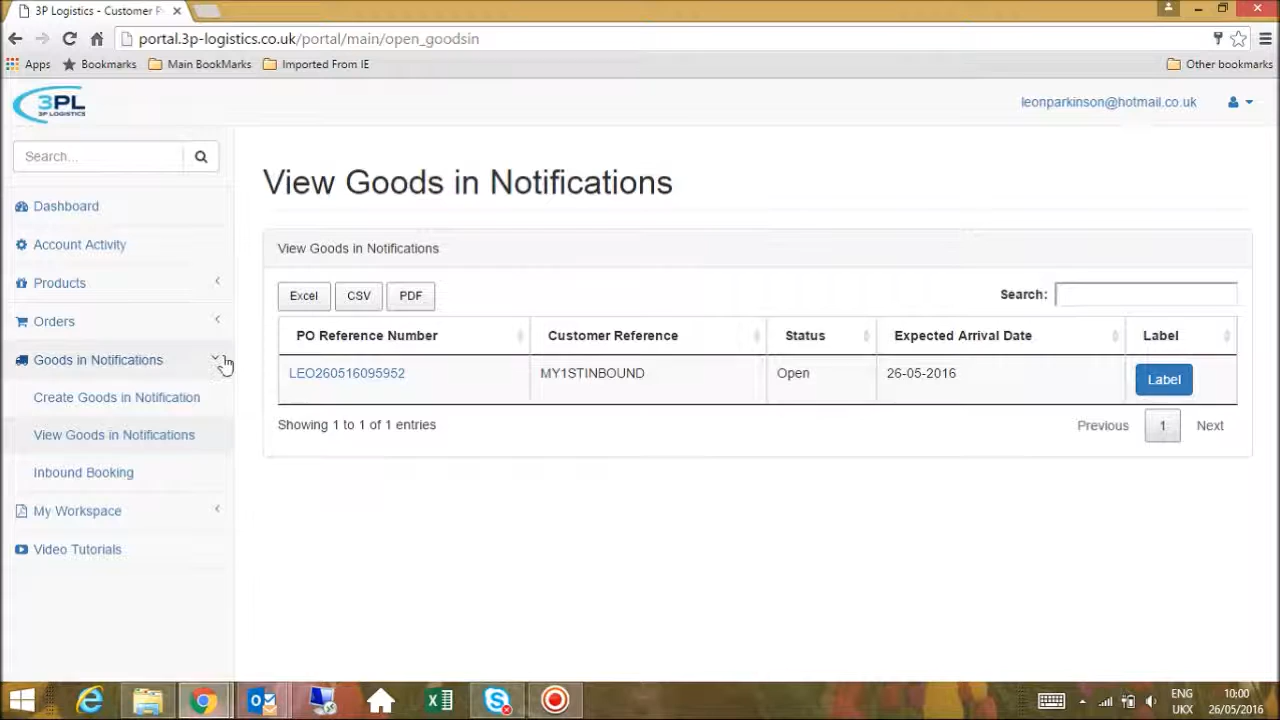 3P Logistics - Customer P
portal.3p-logistics.co.uk/portal/main/open_goodsin
Apps Bookmarks Main BookMarks Imported From IE Other bookmarks
3PL
3P LOGISTICS
leonparkinson@hotmail.co.uk
Search...
Dashboard
Account Activity
Products
Orders
Goods in Notifications
Create Goods in Notification
View Goods in Notifications
Inbound Booking
My Workspace
Video Tutorials
View Goods in Notifications
View Goods in Notifications
Excel CSV PDF Search:
PO Reference Number Customer Reference Status Expected Arrival Date Label
LEO260516095952 MY1STINBOUND Open 26-05-2016 Label
Showing 1 to 1 of 1 entries Previous 1 Next
ENG 10:00
UKX 26/05/2016